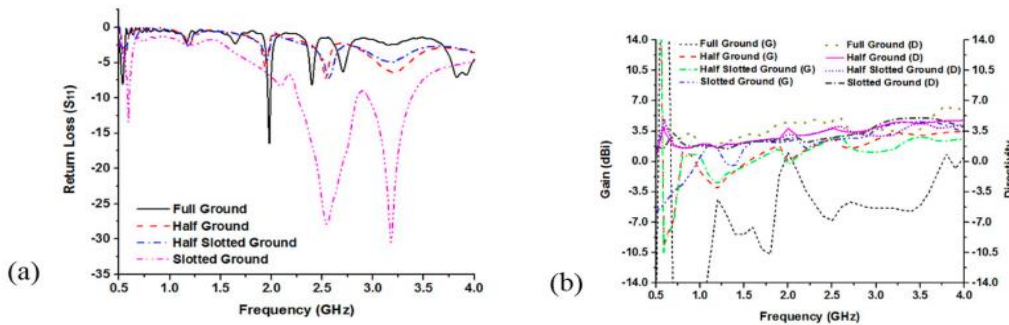 0
-5
-10
-15
-20
-25
-30
-35
Return Loss (S11)
Full Ground
Half Ground
Half Slotted Ground
Slotted Ground
0.5 1.0 1.5 2.0 2.5 3.0 3.5 4.0
Frequency (GHz)
(a)
Full Ground (G) Full Ground (D)
Half Ground (G) Half Ground (D)
Half Slotted Ground (G) Half Slotted Ground (D)
Slotted Ground (G) Slotted Ground (D)
14.0 14.0
10.5 10.5
7.0 7.0
3.5 3.5
0.0 0.0
-3.5 -3.5
-7.0 -7.0
-10.5 -10.5
-14.0 -14.0
Gain (dBi)
Directivity
0.5 1.0 1.5 2.0 2.5 3.0 3.5 4.0
Frequency (GHz)
(b)